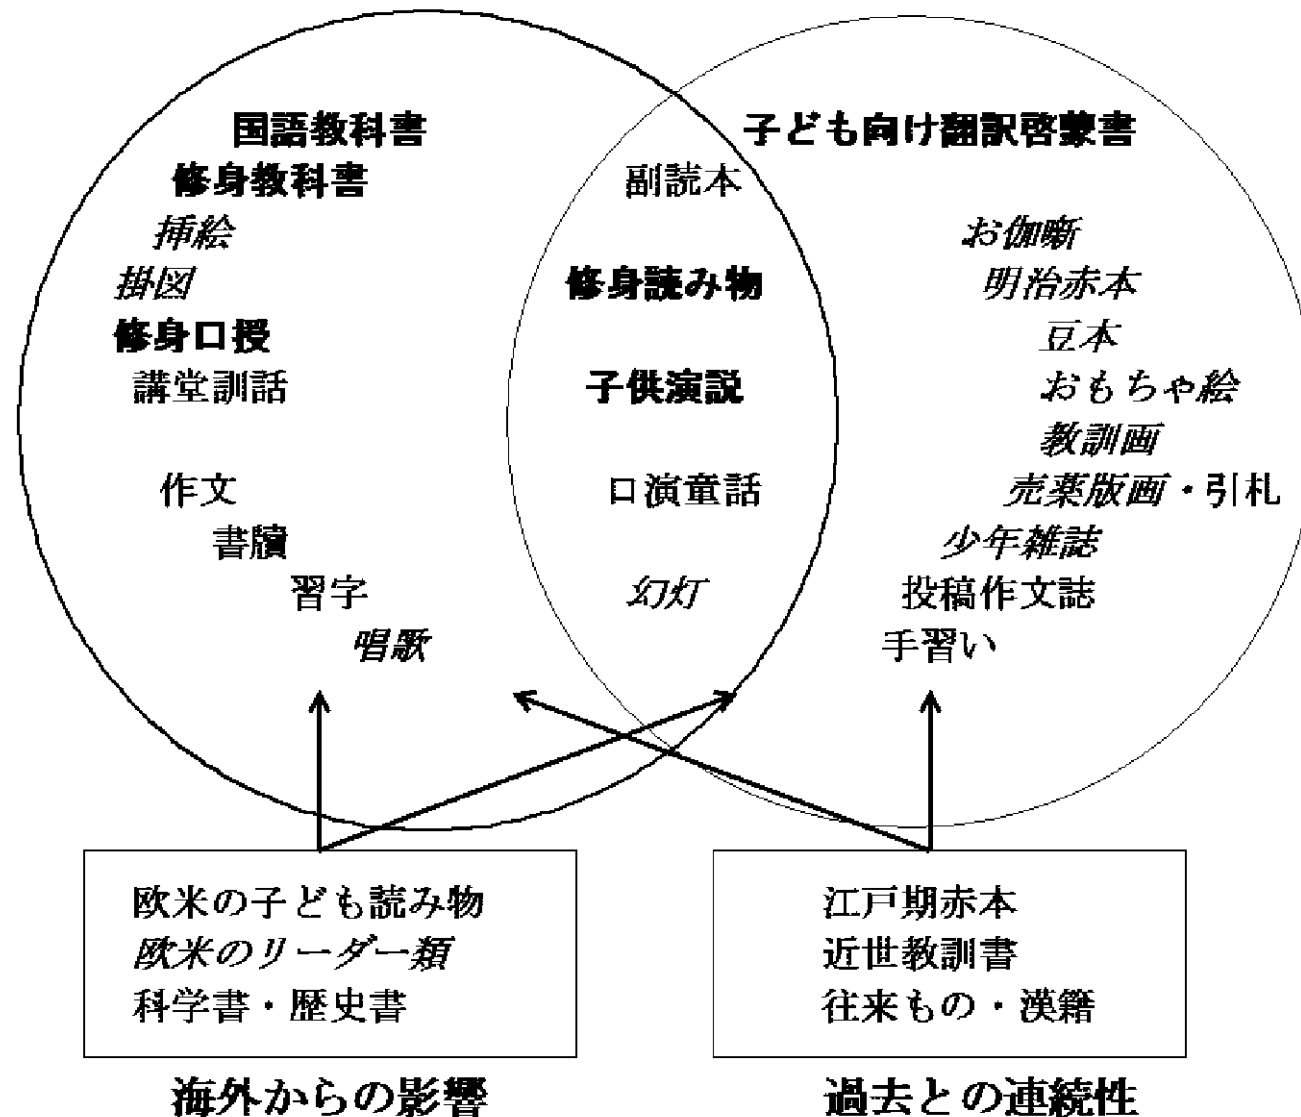 国語教科書
修身教科書
挿絵
掛図
修身口授
講堂訓話
作文
書牘
習字
唱歌
副読本
修身読み物
子供演説
口演童話
幻灯
子ども向け翻訳啓蒙書
お伽噺
明治赤本
豆本
おもちゃ絵
教訓画
売薬版画・引札
少年雑誌
投稿作文誌
手習い
欧米の子ども読み物
欧米のリーダー類
科学書・歴史書
海外からの影響
江戸期赤本
近世教訓書
往来もの・漢籍
過去との連続性